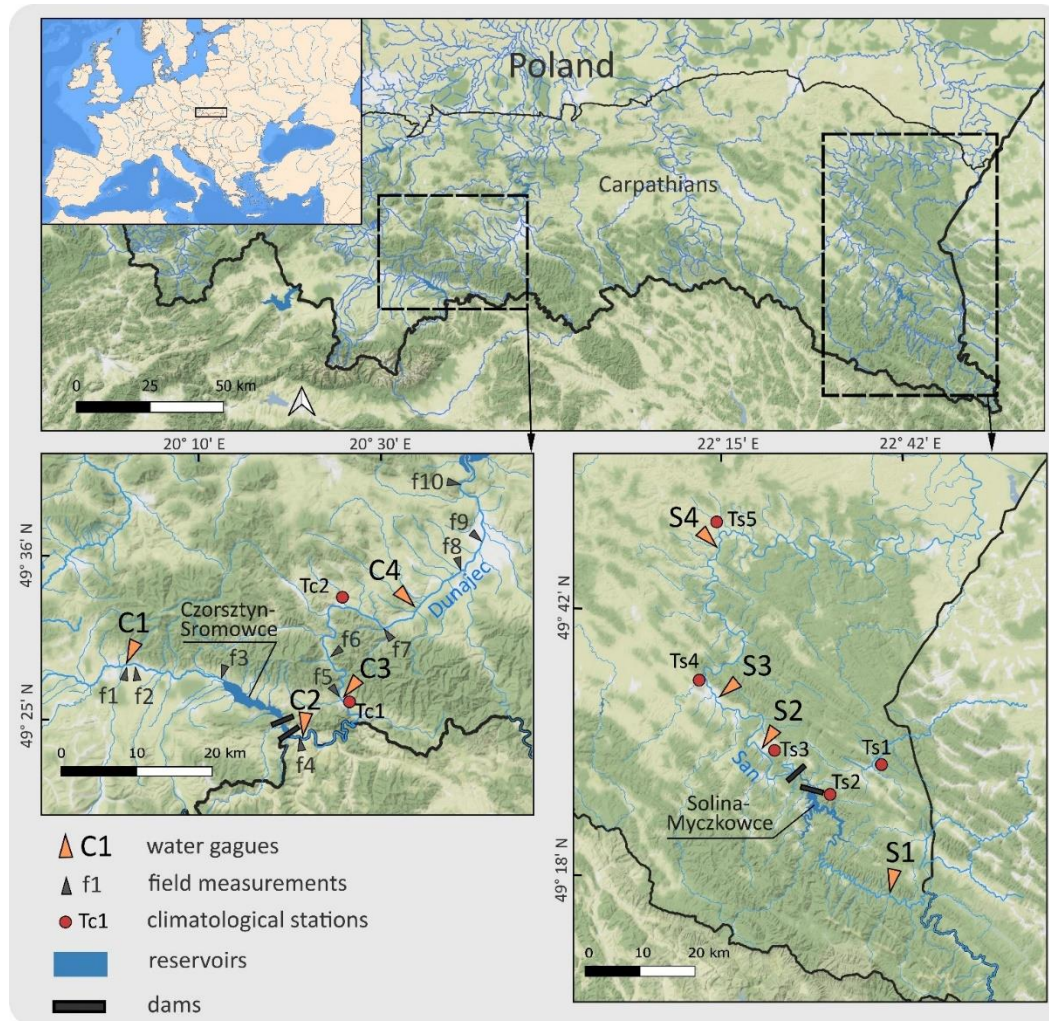 Poland
Carpathians
0 25 50 km
20° 10' E 20° 30' E
22° 15' E 22° 42' E
49° 36' N
49° 25' N
f10
f9
f8
C4
Dunajec
Tc2
f7
Czorsztyn-
Sromowce
C1
f6
f1 f2
f3
f5 C3
Tc1
C2
f4
0 10 20 km
49° 42' N
49° 18' N
S4 Ts5
Ts4 S3
S2
Ts3 Ts1
San
Ts2
Solina-
Myczkowce
S1
0 10 20 km
C1 water gagues
f1 field measurements
Tc1 climatological stations
reservoirs
dams